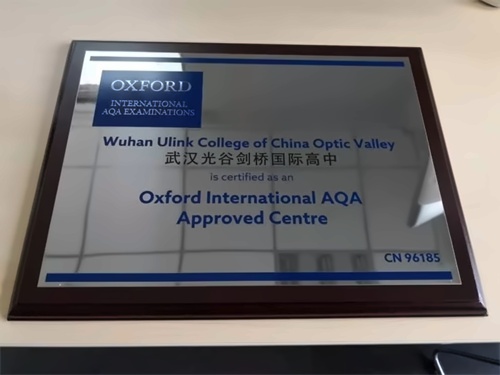 OXFORD
INTERNATIONAL
AQA EXAMINATIONS
Wuhan Ulink College of China Optic Valley
武汉光谷剑桥国际高中
is certified as an
Oxford International AQA
Approved Centre
CN 96185